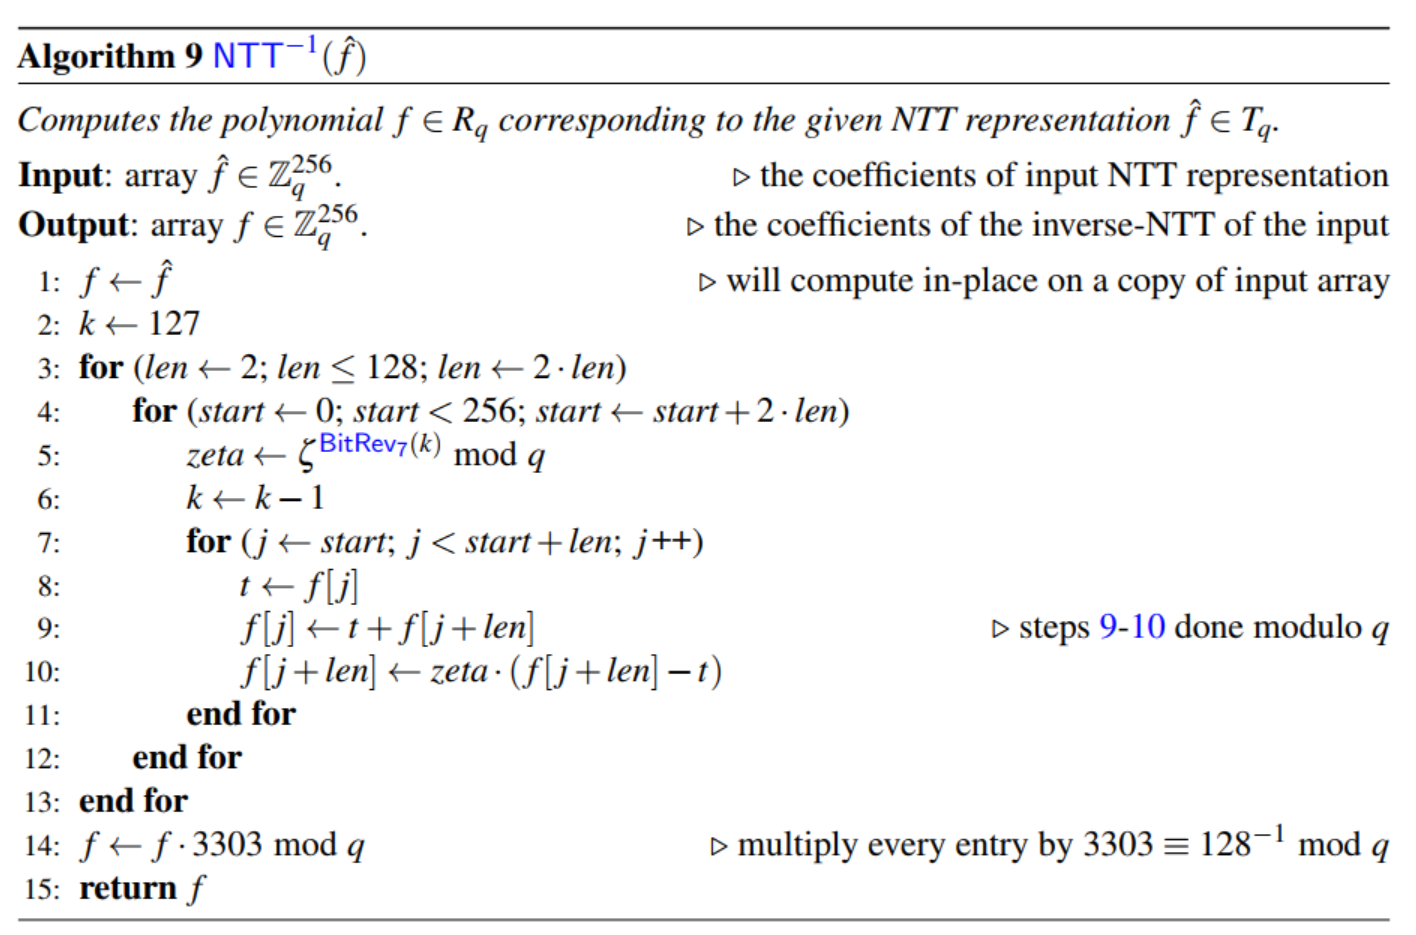 Algorithm 9 NTT⁻¹(f̂)
Computes the polynomial f ∈ R_q corresponding to the given NTT representation f̂ ∈ T_q.
Input: array f̂ ∈ ℤ_q^256. ▷ the coefficients of input NTT representation
Output: array f ∈ ℤ_q^256. ▷ the coefficients of the inverse-NTT of the input
1: f ← f̂ ▷ will compute in-place on a copy of input array
2: k ← 127
3: for (len ← 2; len ≤ 128; len ← 2 · len)
4: for (start ← 0; start < 256; start ← start + 2 · len)
5: zeta ← ζ^BitRev₇(k) mod q
6: k ← k − 1
7: for (j ← start; j < start + len; j++)
8: t ← f[j]
9: f[j] ← t + f[j + len] ▷ steps 9-10 done modulo q
10: f[j + len] ← zeta · (f[j + len] − t)
11: end for
12: end for
13: end for
14: f ← f · 3303 mod q ▷ multiply every entry by 3303 ≡ 128⁻¹ mod q
15: return f